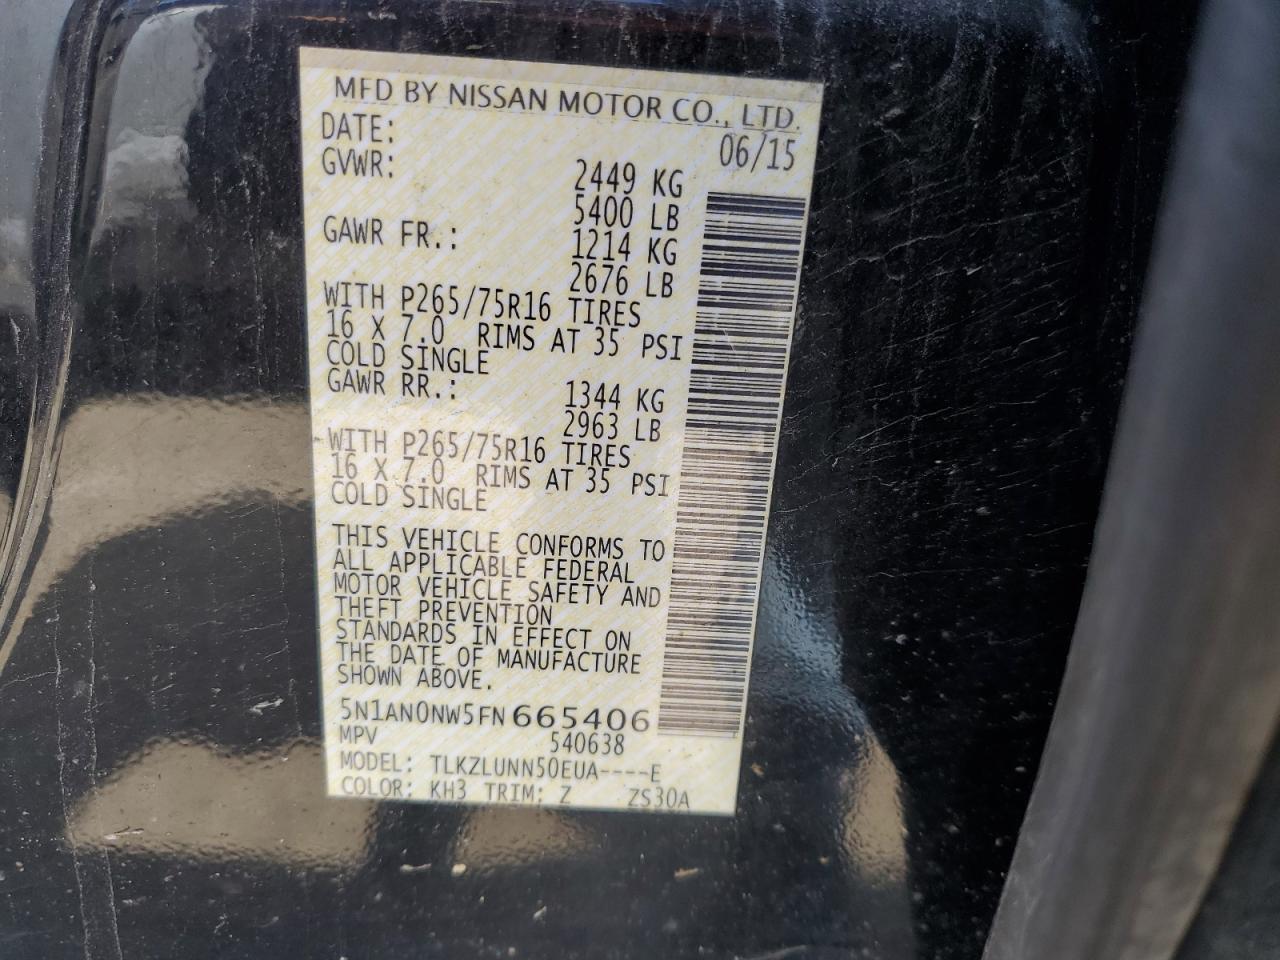 MFD BY NISSAN MOTOR CO., LTD.
DATE: 06/15
GVWR: 2449 KG
5400 LB
GAWR FR.: 1214 KG
2676 LB
WITH P265/75R16 TIRES
16 X 7.0 RIMS AT 35 PSI
COLD SINGLE
GAWR RR.: 1344 KG
2963 LB
WITH P265/75R16 TIRES
16 X 7.0 RIMS AT 35 PSI
COLD SINGLE
THIS VEHICLE CONFORMS TO
ALL APPLICABLE FEDERAL
MOTOR VEHICLE SAFETY AND
THEFT PREVENTION
STANDARDS IN EFFECT ON
THE DATE OF MANUFACTURE
SHOWN ABOVE.
5N1AN0NW5FN665406
MPV 540638
MODEL: TLKZLUNN50EUA----E
COLOR: KH3 TRIM: Z ZS30A